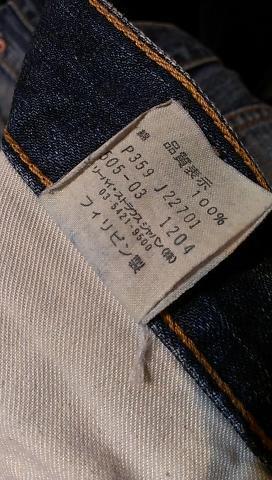 品質表示
綿 100%
P359 J22701
505-03 1204
リーバイ・ストラウス ジャパン(株)
03-5421-9500
フィリピン製